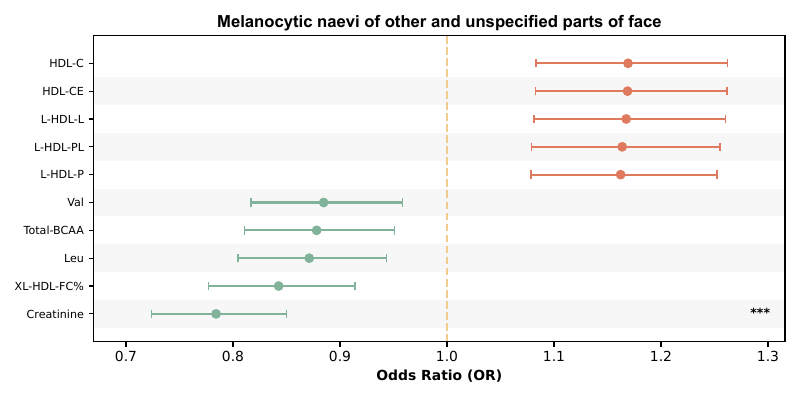 Melanocytic naevi of other and unspecified parts of face
HDL-C
HDL-CE
L-HDL-L
L-HDL-PL
L-HDL-P
Val
Total-BCAA
Leu
XL-HDL-FC%
Creatinine ***
0.7 0.8 0.9 1.0 1.1 1.2 1.3
Odds Ratio (OR)